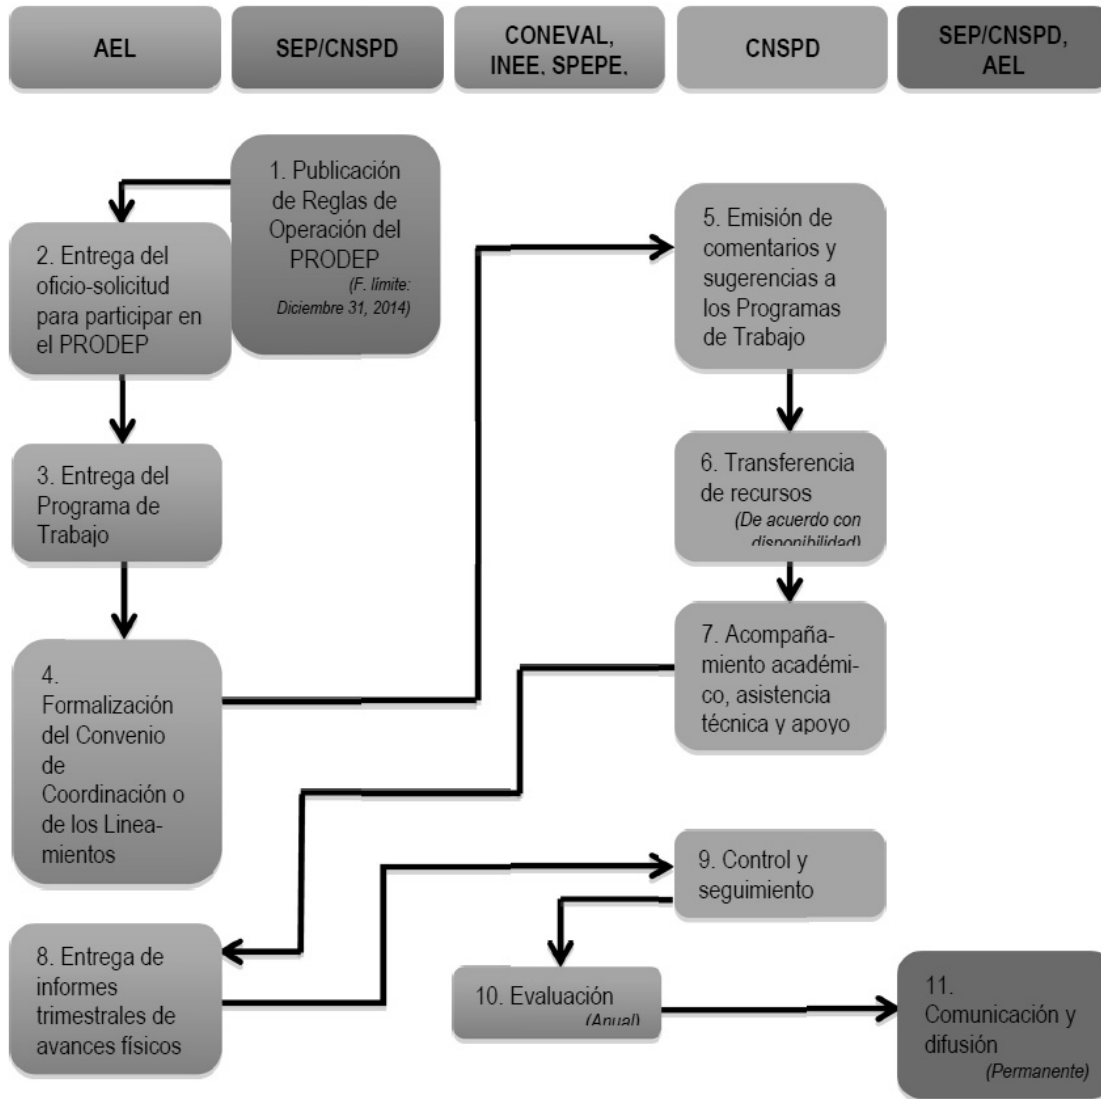 AEL
SEP/CNSPD
CONEVAL,
INEE. SPEPE.
CNSPD
SEP/CNSPD,
AEL
1. Publicación
de Reglas de
Operación del
PRODEP
(F. límite:
Diciembre 31, 2014)
2. Entrega del
oficio-solicitud
para participar en
el PRODEP
3. Entrega del
Programa de
Trabajo
4.
Formalización
del Convenio
de
Coordinación o
de los Linea-
mientos
5. Emisión de
comentarios y
sugerencias a
los Programas
de Trabajo
6. Transferencia
de recursos
(De acuerdo con
disponibilidad)
7. Acompaña-
miento académi-
co, asistencia
técnica y apoyo
8. Entrega de
informes
trimestrales de
avances físicos
9. Control y
seguimiento
10. Evaluación
(Anual)
11.
Comunicación y
difusión
(Permanente)